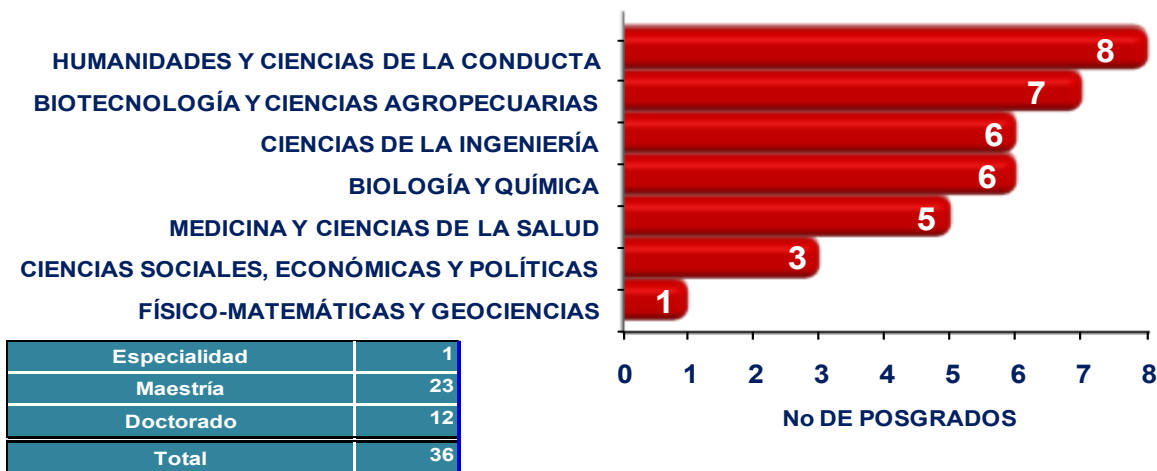 HUMANIDADES Y CIENCIAS DE LA CONDUCTA 8
BIOTECNOLOGÍA Y CIENCIAS AGROPECUARIAS 7
CIENCIAS DE LA INGENIERÍA 6
BIOLOGÍA Y QUÍMICA 6
MEDICINA Y CIENCIAS DE LA SALUD 5
CIENCIAS SOCIALES, ECONÓMICAS Y POLÍTICAS 3
FÍSICO-MATEMÁTICAS Y GEOCIENCIAS 1
0 1 2 3 4 5 6 7 8
No DE POSGRADOS
Especialidad 1
Maestría 23
Doctorado 12
Total 36